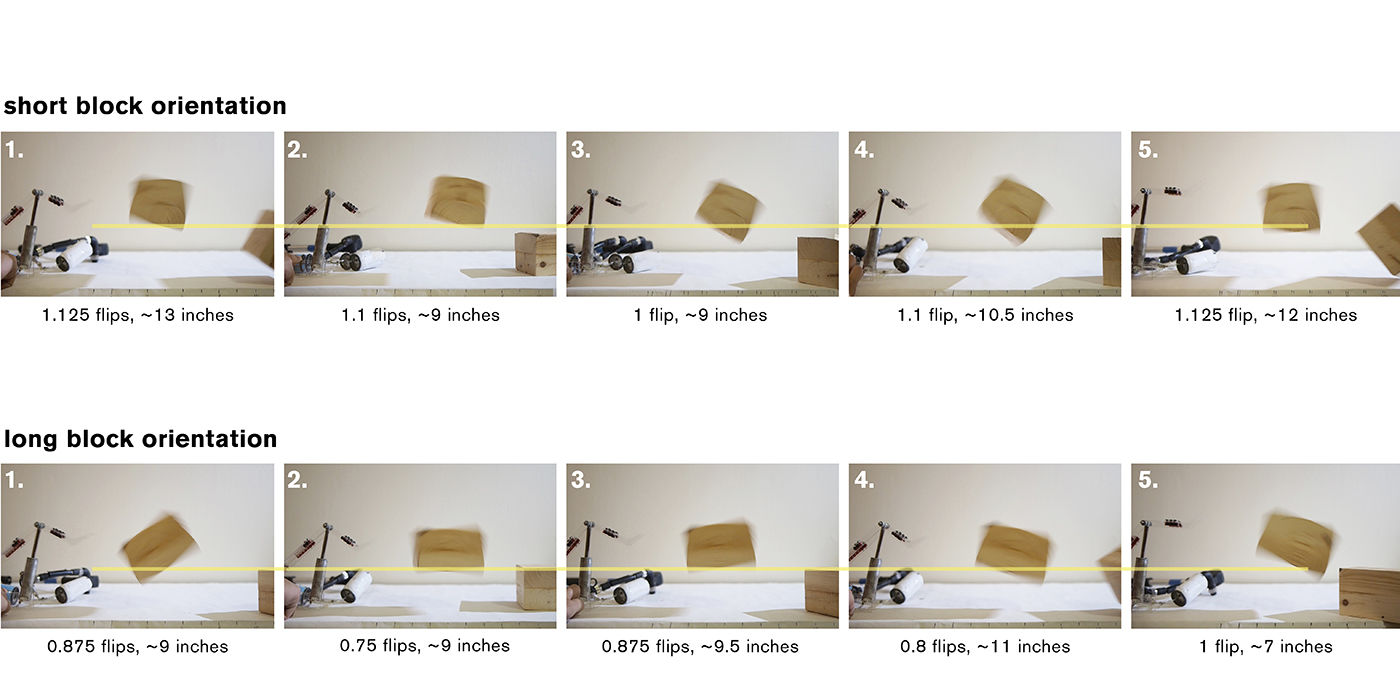 short block orientation
1.
2.
3.
4.
5.
1.125 flips, ~13 inches
1.1 flips, ~9 inches
1 flip, ~9 inches
1.1 flip, ~10.5 inches
1.125 flip, ~12 inches
long block orientation
1.
2.
3.
4.
5.
0.875 flips, ~9 inches
0.75 flips, ~9 inches
0.875 flips, ~9.5 inches
0.8 flips, ~11 inches
1 flip, ~7 inches